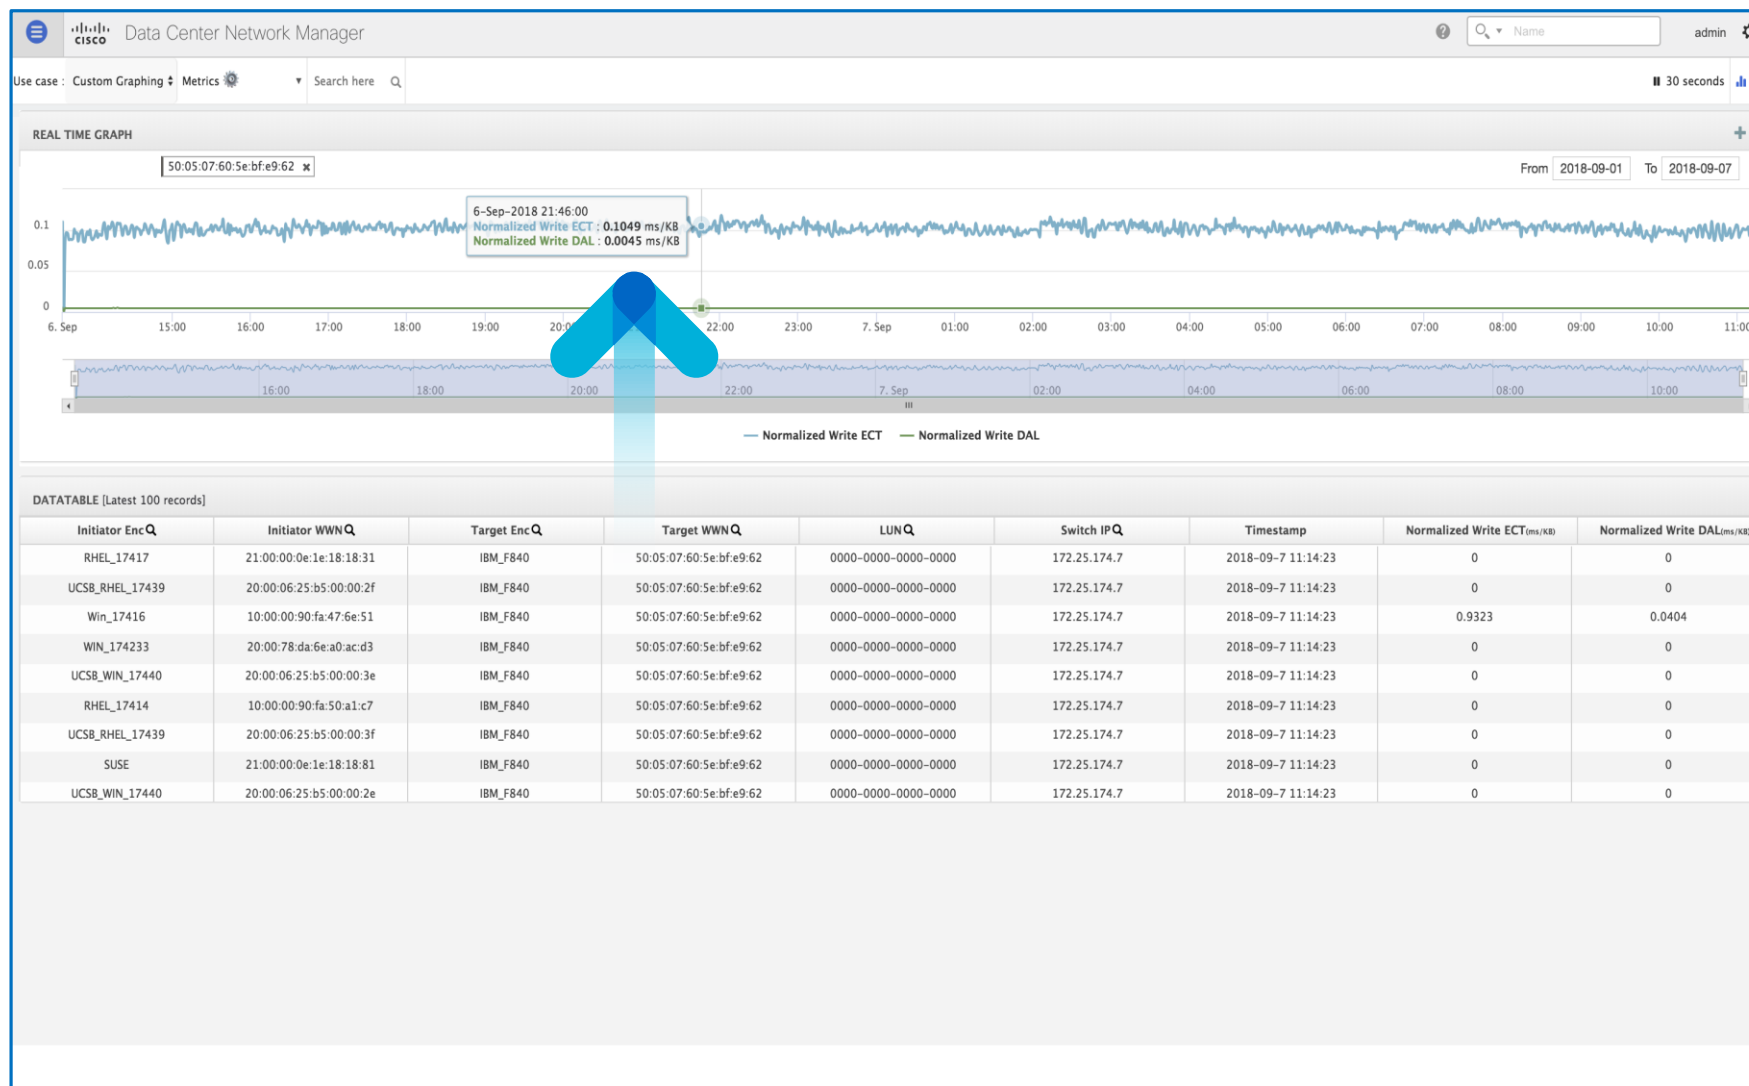 CISCO Data Center Network Manager Name admin
Use case : Custom Graphing Metrics Search here 30 seconds
REAL TIME GRAPH
50:05:07:60:5e:bf:e9:62 × From 2018-09-01 To 2018-09-07
6-Sep-2018 21:46:00
Normalized Write ECT : 0.1049 ms/KB
Normalized Write DAL : 0.0045 ms/KB
0.1
0.05
0
6. Sep 15:00 16:00 17:00 18:00 19:00 20:00 22:00 23:00 7. Sep 01:00 02:00 03:00 04:00 05:00 06:00 07:00 08:00 09:00 10:00 11:00
16:00 18:00 20:00 22:00 7. Sep 02:00 04:00 06:00 08:00 10:00
Normalized Write ECT Normalized Write DAL
DATATABLE [Latest 100 records]
Initiator Enc Initiator WWN Target Enc Target WWN LUN Switch IP Timestamp Normalized Write ECT(ms/KB) Normalized Write DAL(ms/KB)
RHEL_17417 21:00:00:0e:1e:18:18:31 IBM_F840 50:05:07:60:5e:bf:e9:62 0000-0000-0000-0000 172.25.174.7 2018-09-7 11:14:23 0 0
UCSB_RHEL_17439 20:00:06:25:b5:00:00:2f IBM_F840 50:05:07:60:5e:bf:e9:62 0000-0000-0000-0000 172.25.174.7 2018-09-7 11:14:23 0 0
Win_17416 10:00:00:90:fa:47:6e:51 IBM_F840 50:05:07:60:5e:bf:e9:62 0000-0000-0000-0000 172.25.174.7 2018-09-7 11:14:23 0.9323 0.0404
WIN_174233 20:00:78:da:6e:a0:ac:d3 IBM_F840 50:05:07:60:5e:bf:e9:62 0000-0000-0000-0000 172.25.174.7 2018-09-7 11:14:23 0 0
UCSB_WIN_17440 20:00:06:25:b5:00:00:3e IBM_F840 50:05:07:60:5e:bf:e9:62 0000-0000-0000-0000 172.25.174.7 2018-09-7 11:14:23 0 0
RHEL_17414 10:00:00:90:fa:50:a1:c7 IBM_F840 50:05:07:60:5e:bf:e9:62 0000-0000-0000-0000 172.25.174.7 2018-09-7 11:14:23 0 0
UCSB_RHEL_17439 20:00:06:25:b5:00:00:3f IBM_F840 50:05:07:60:5e:bf:e9:62 0000-0000-0000-0000 172.25.174.7 2018-09-7 11:14:23 0 0
SUSE 21:00:00:0e:1e:18:18:81 IBM_F840 50:05:07:60:5e:bf:e9:62 0000-0000-0000-0000 172.25.174.7 2018-09-7 11:14:23 0 0
UCSB_WIN_17440 20:00:06:25:b5:00:00:2e IBM_F840 50:05:07:60:5e:bf:e9:62 0000-0000-0000-0000 172.25.174.7 2018-09-7 11:14:23 0 0